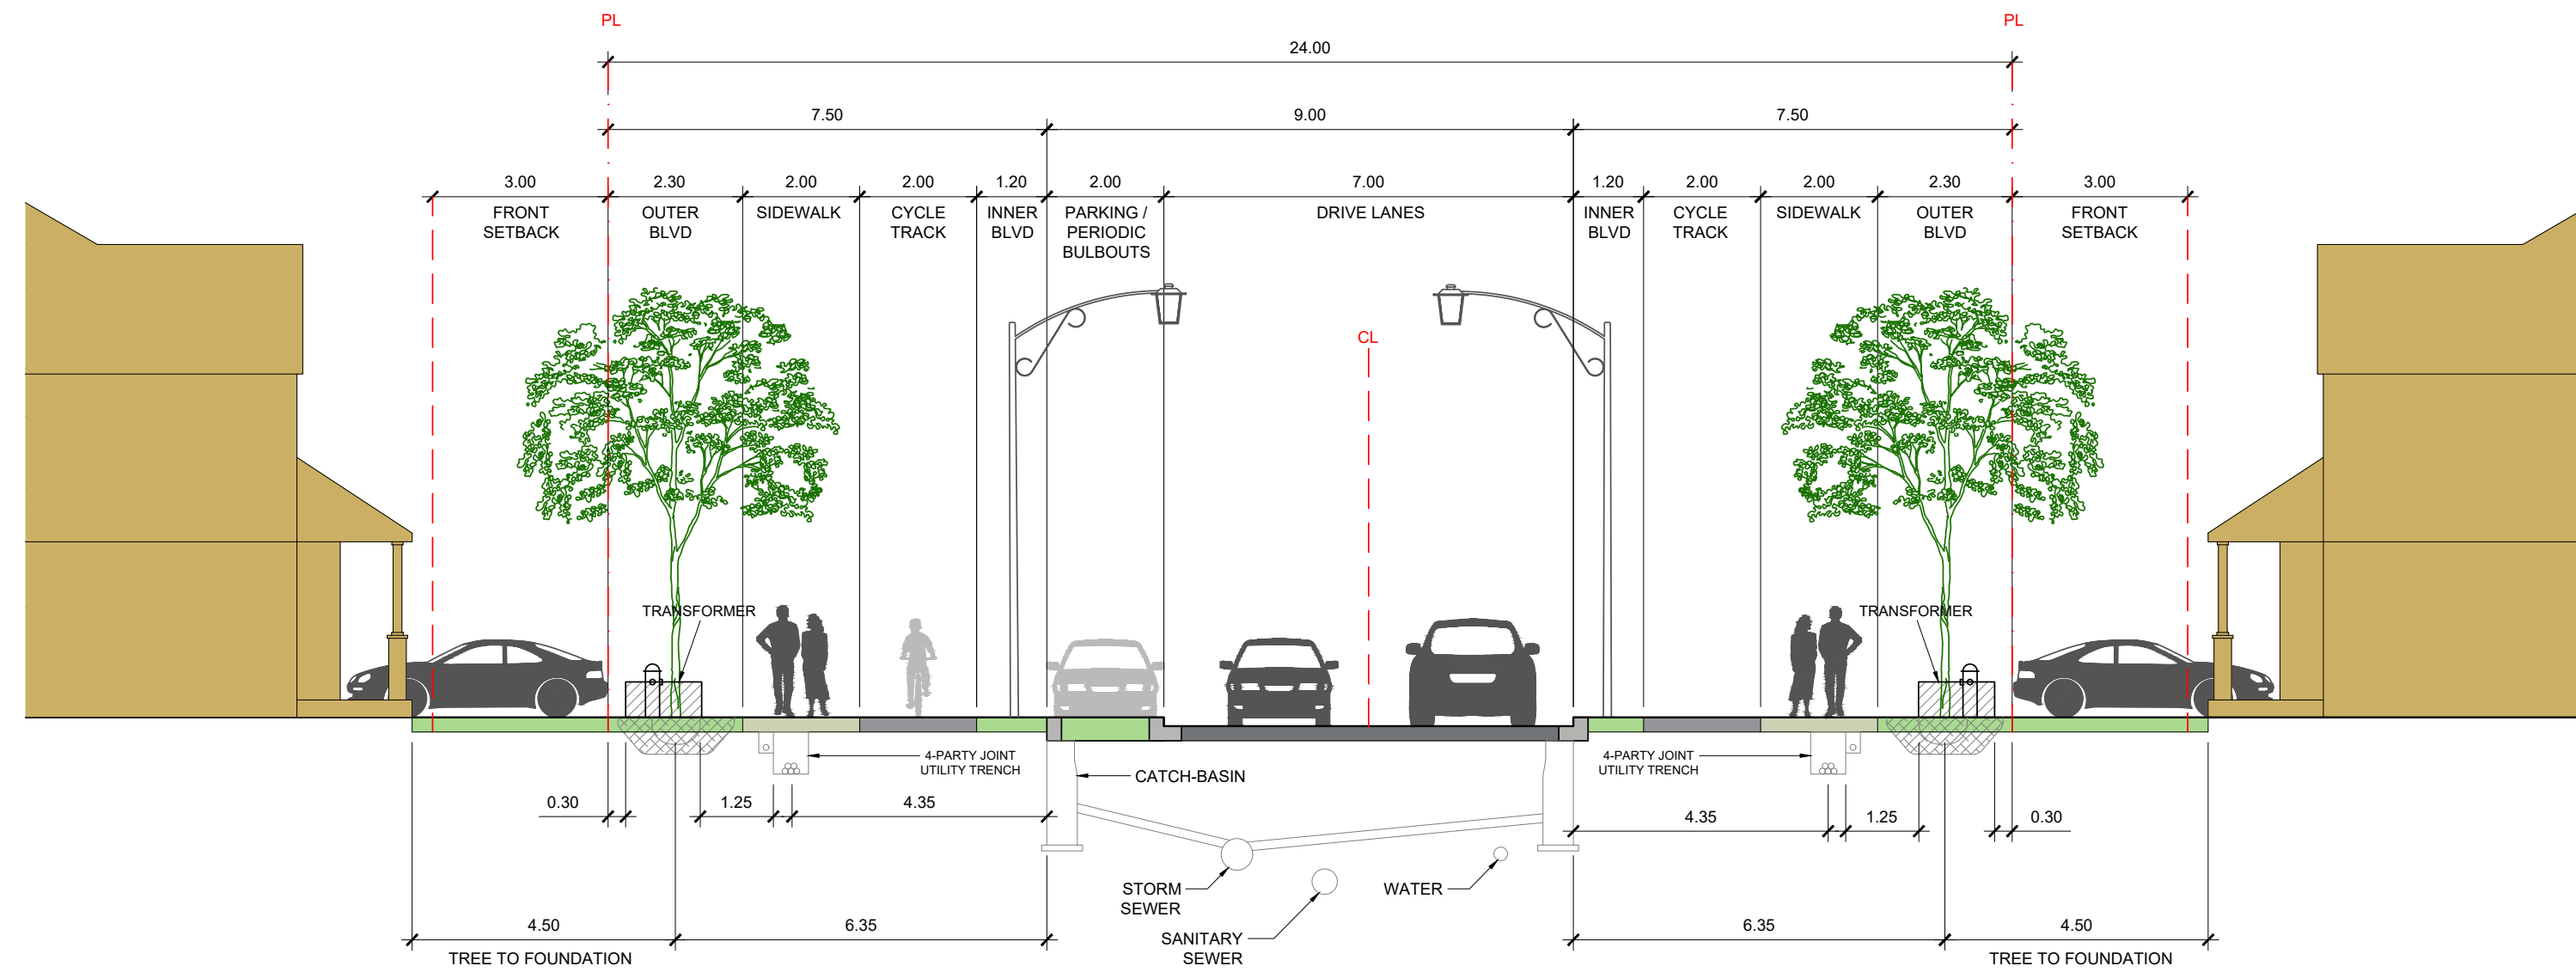 PL
PL
24.00
7.50
9.00
7.50
3.00
2.30
2.00
2.00
1.20
2.00
7.00
1.20
2.00
2.00
2.30
3.00
FRONT
SETBACK
OUTER
BLVD
SIDEWALK
CYCLE
TRACK
INNER
BLVD
PARKING /
PERIODIC
BULBOUTS
DRIVE LANES
INNER
BLVD
CYCLE
TRACK
SIDEWALK
OUTER
BLVD
FRONT
SETBACK
CL
TRANSFORMER
TRANSFORMER
4-PARTY JOINT
UTILITY TRENCH
CATCH-BASIN
4-PARTY JOINT
UTILITY TRENCH
0.30
1.25
4.35
4.35
1.25
0.30
STORM
SEWER
WATER
SANITARY
SEWER
4.50
6.35
6.35
4.50
TREE TO FOUNDATION
TREE TO FOUNDATION